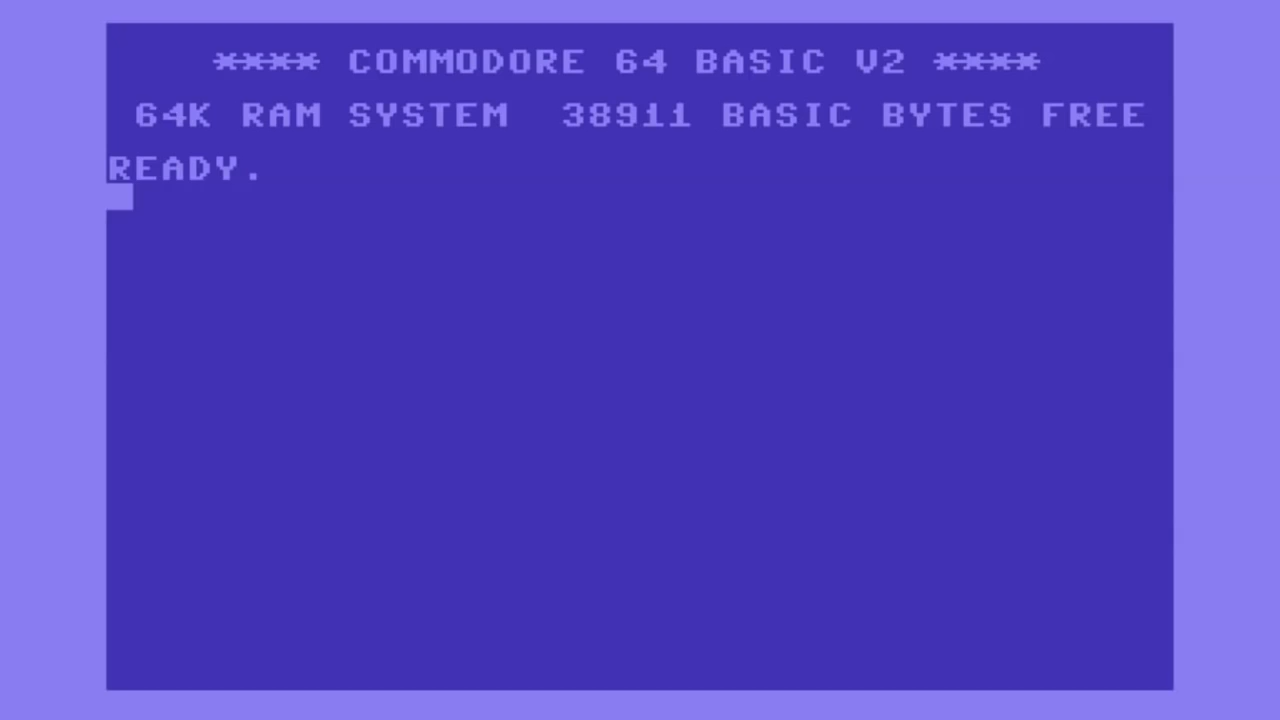 **** COMMODORE 64 BASIC V2 ****
64K RAM SYSTEM  38911 BASIC BYTES FREE
READY.